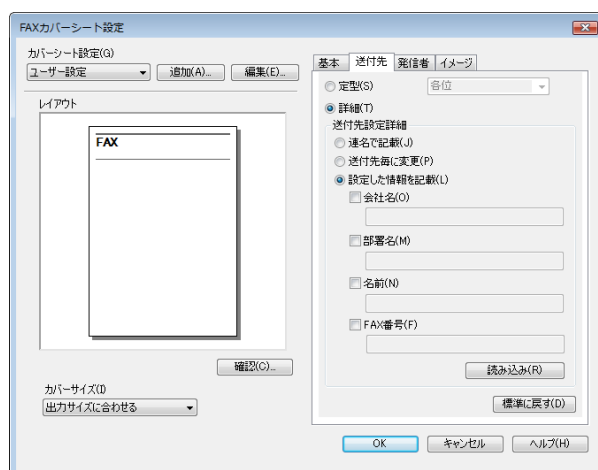 FAXカバーシート設定
カバーシート設定(G)
ユーザー設定
追加(A)...
編集(E)...
レイアウト
FAX
確認(C)...
カバーサイズ(I)
出力サイズに合わせる
基本
送付先
発信者
イメージ
定型(S)
各位
詳細(T)
送付先設定詳細
連名で記載(J)
送付先毎に変更(P)
設定した情報を記載(L)
会社名(O)
部署名(M)
名前(N)
FAX番号(F)
読み込み(R)
標準に戻す(D)
OK
キャンセル
ヘルプ(H)